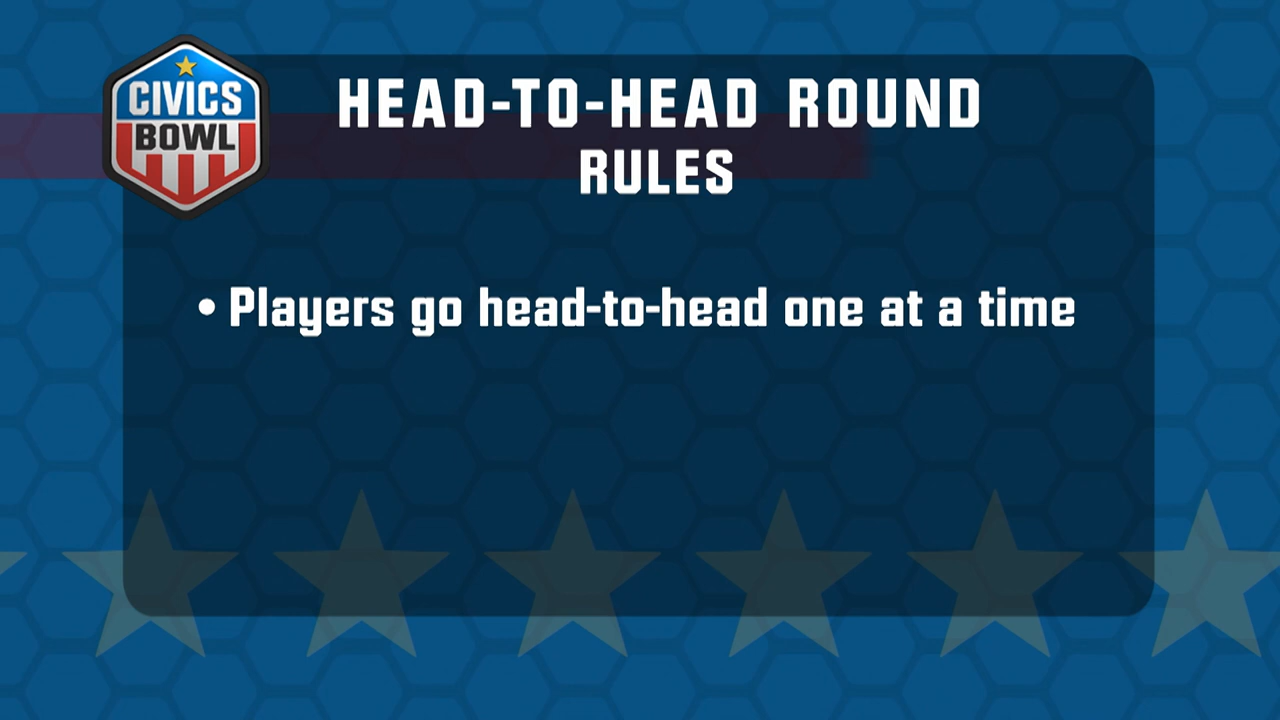 CIVICS
BOWL
HEAD-TO-HEAD ROUND
RULES
• Players go head-to-head one at a time